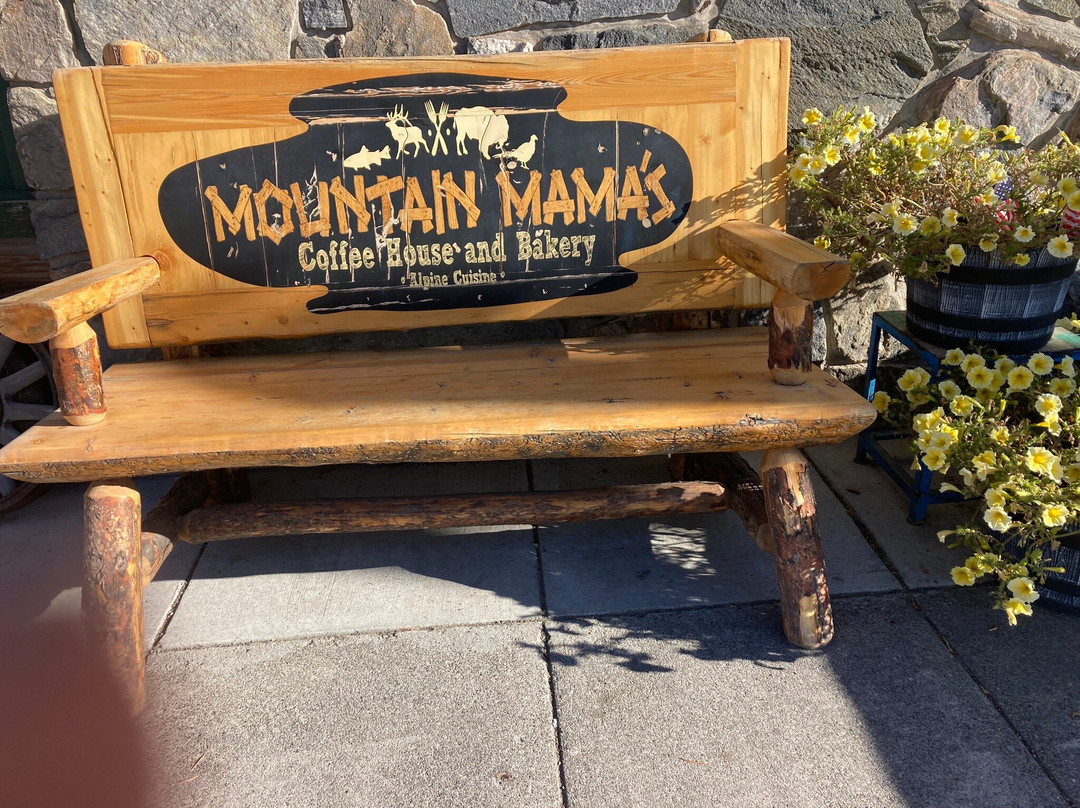 MOUNTAIN MAMA'S
Coffee House and Bakery
• Alpine Cuisine •